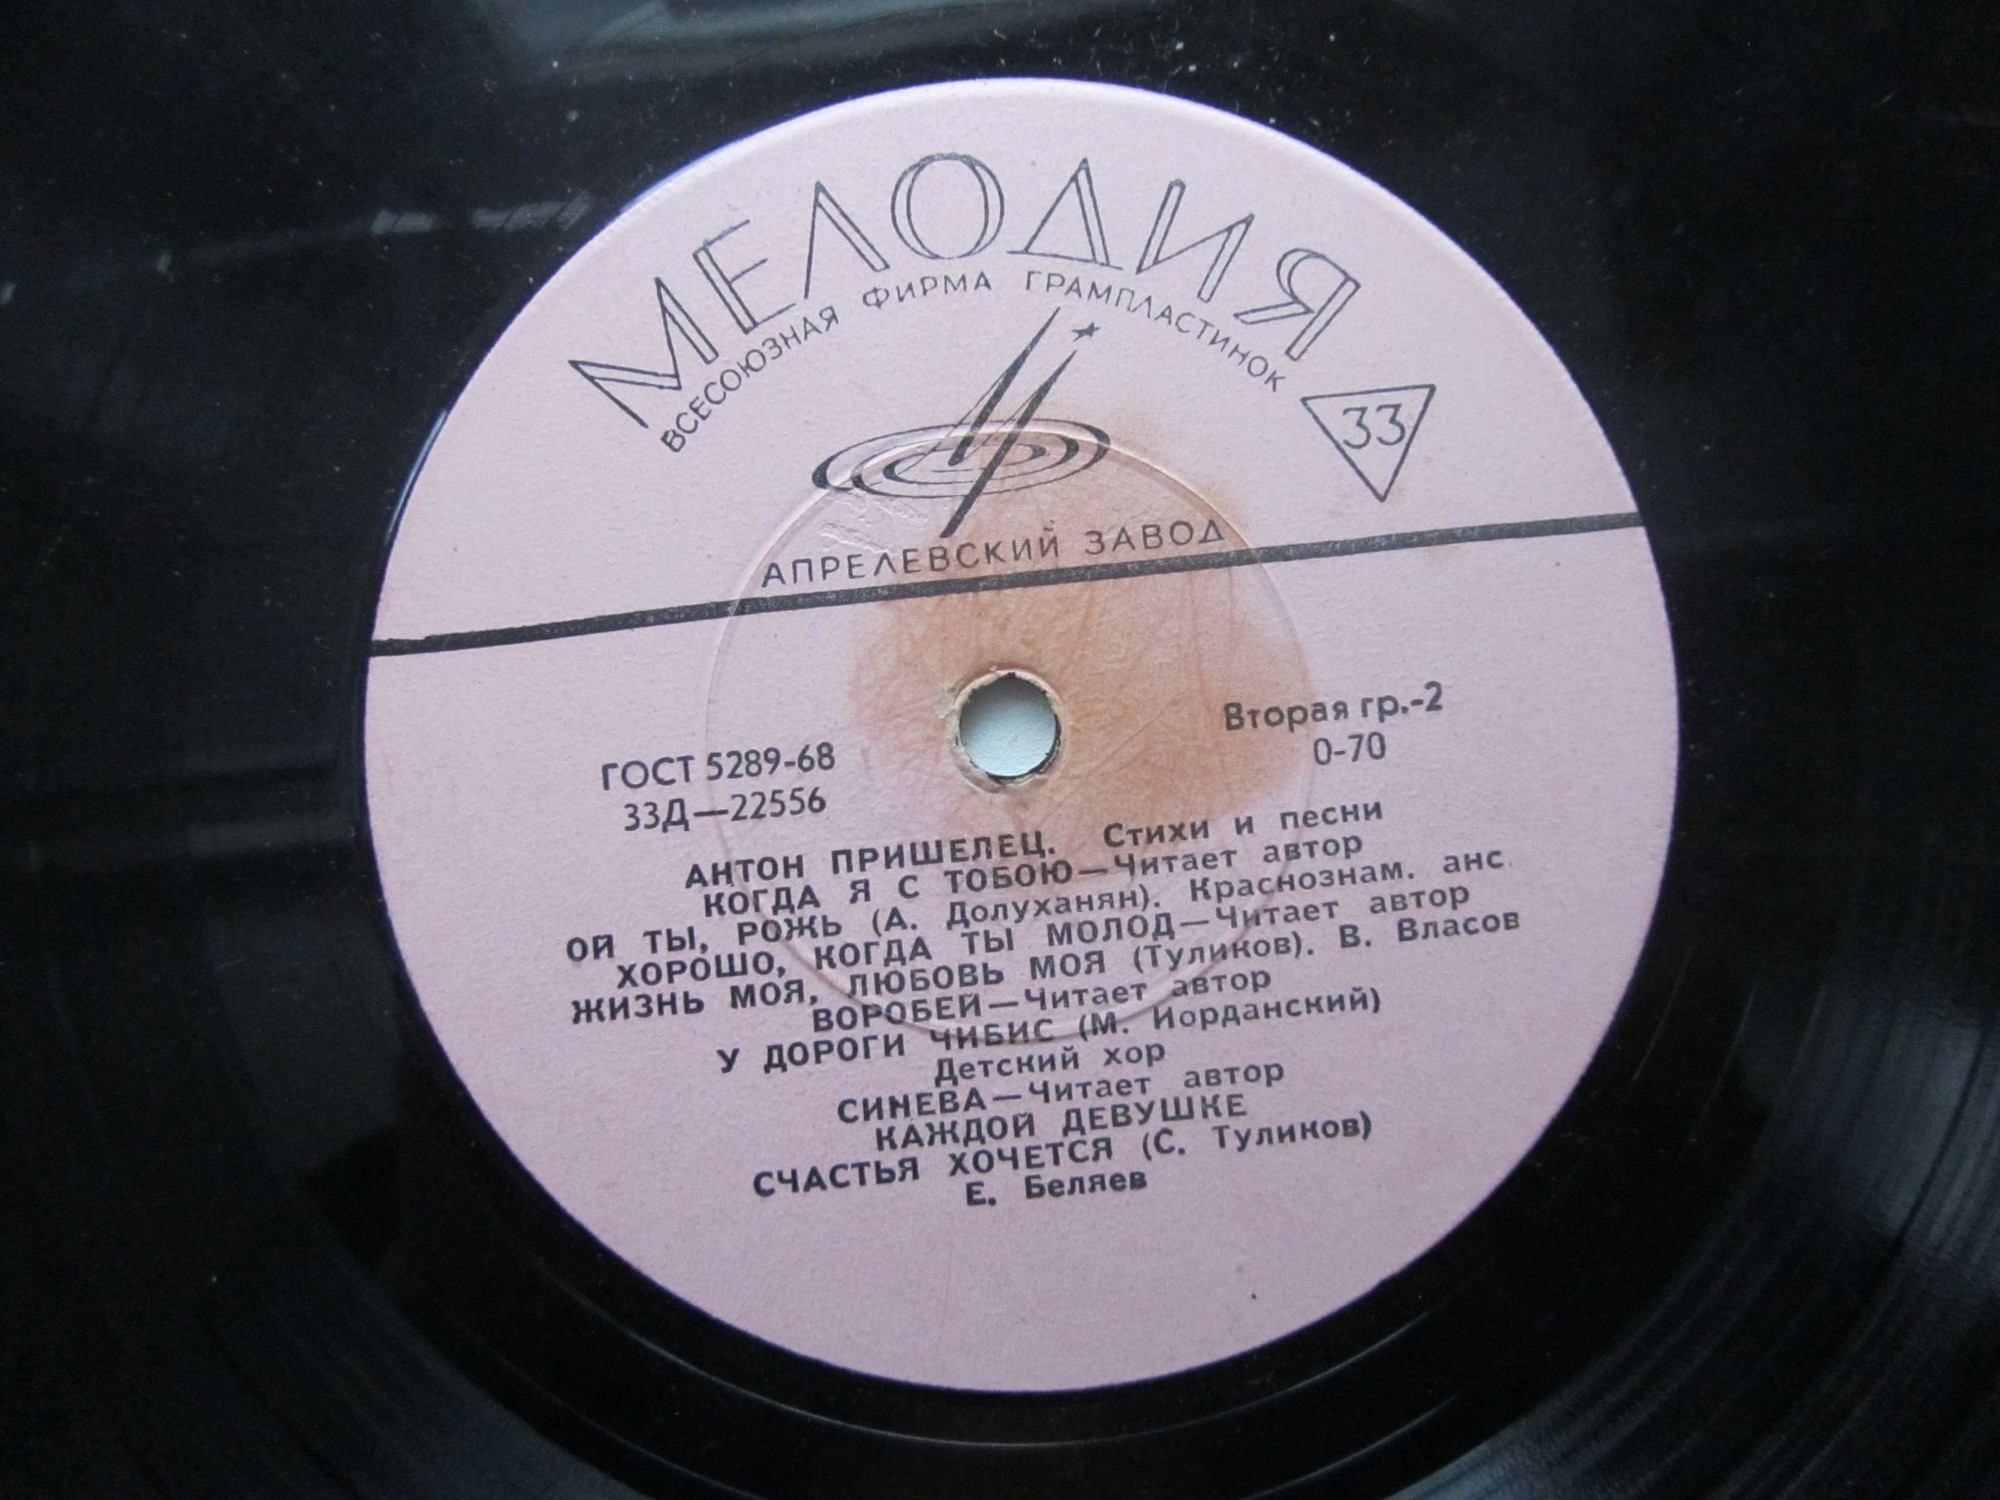 МЕЛОДИЯ
ВСЕСОЮЗНАЯ ФИРМА ГРАМПЛАСТИНОК
33
АПРЕЛЕВСКИЙ ЗАВОД
ГОСТ 5289-68
33Д—22556
Вторая гр.-2
0-70
АНТОН ПРИШЕЛЕЦ. Стихи и песни
КОГДА Я С ТОБОЮ—Читает автор
ОЙ ТЫ, РОЖЬ (А. Долуханян). Краснознам. анс.
ХОРОШО, КОГДА ТЫ МОЛОД—Читает автор
ЖИЗНЬ МОЯ, ЛЮБОВЬ МОЯ (Туликов). В. Власов
ВОРОБЕЙ—Читает автор
У ДОРОГИ ЧИБИС (М. Иорданский)
Детский хор
СИНЕВА—Читает автор
КАЖДОЙ ДЕВУШКЕ
СЧАСТЬЯ ХОЧЕТСЯ (С. Туликов)
Е. Беляев